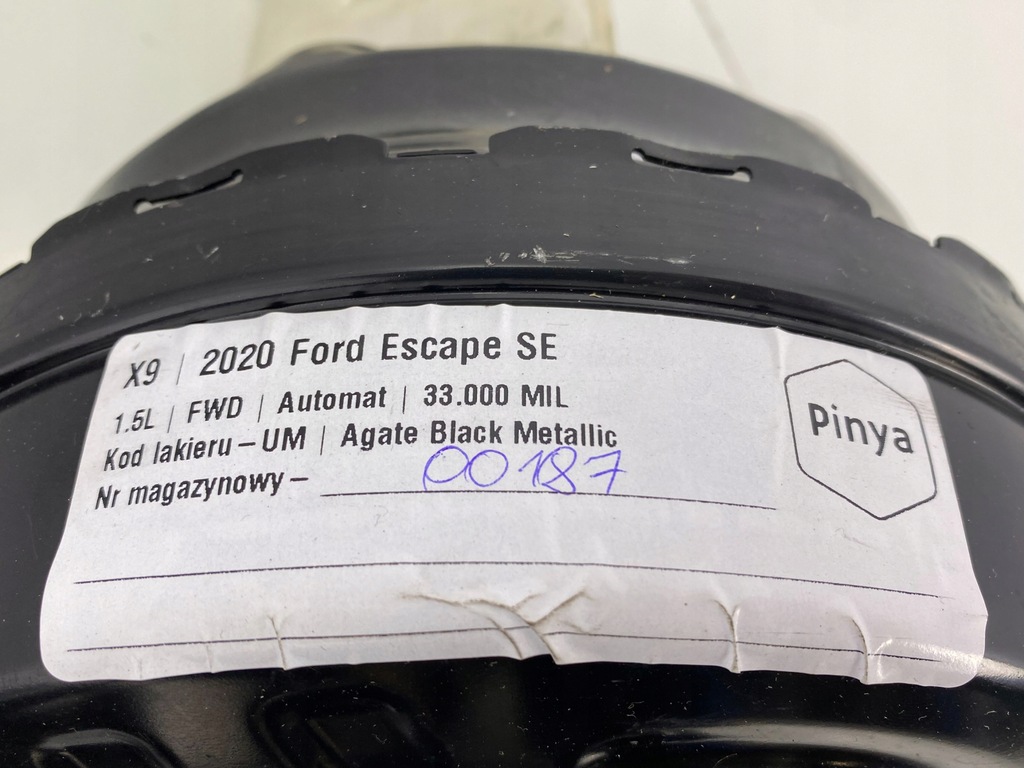 X9 | 2020 Ford Escape SE
1.5L | FWD | Automat | 33.000 MIL
Kod lakieru – UM | Agate Black Metallic
Nr magazynowy – 00187
Pinya